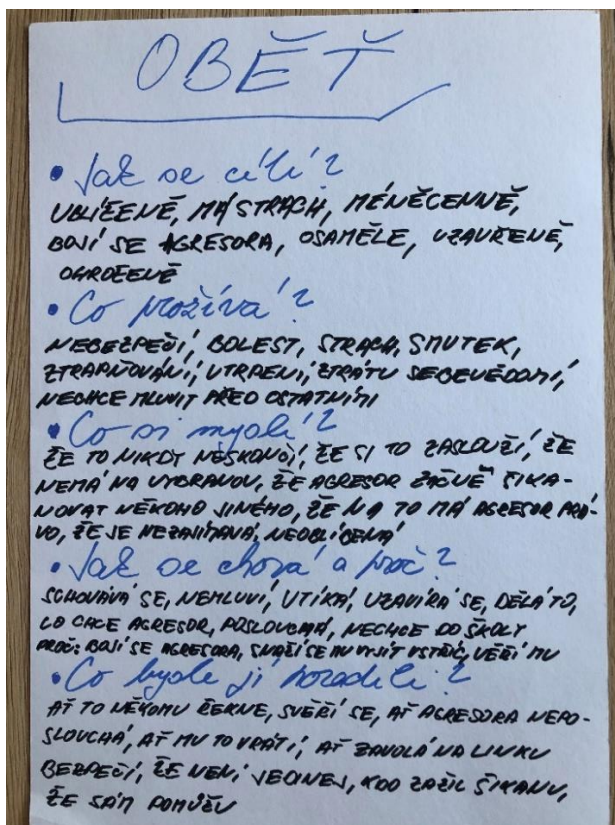 OBĚŤ
• Jak se cítí?
UBLÍŽENĚ, MÁ STRACH, MÉNĚCENNĚ,
BOJÍ SE AGRESORA, OSAMĚLE, UZAVŘENĚ,
OHROŽENĚ
• Co prožívá?
NEBEZPEČÍ, BOLEST, STRACH, SMUTEK,
ZTRAPŇOVÁNÍ, UTRPENÍ, ZTRÁTU SEBEVĚDOMÍ,
NECHCE MLUVIT PŘED OSTATNÍMI
• Co si myslí?
ŽE TO NIKDY NESKONČÍ, ŽE SI TO ZASLOUŽÍ, ŽE
NEMÁ NA VYBRANOU, ŽE AGRESOR ZAČNE ŠIKA-
NOVAT NĚKOHO JINÉHO, ŽE NA TO MÁ AGRESOR PRÁ-
VO, ŽE JE NEZAJÍMAVÁ, NEOBLÍBENÁ
• Jak se chová a proč?
SCHOVÁVÁ SE, NEMLUVÍ, UTÍKÁ, UZAVÍRÁ SE, DĚLÁ TO,
CO CHCE AGRESOR, POSLOUCHÁ, NECHCE DO ŠKOLY
PROČ: BOJÍ SE AGRESORA, SNAŽÍ SE MU VYJÍT VSTŘÍC, VĚŘÍ MU
• Co byste jí poradili?
AŤ TO NĚKOMU ŘEKNE, SVĚŘÍ SE, AŤ AGRESORA NEPO-
SLOUCHÁ, AŤ MU TO VRÁTÍ, AŤ ZAVOLÁ NA LINKU
BEZPEČÍ, ŽE NENÍ JEDINEJ, KDO ZAŽIL ŠIKANU,
ŽE SÁM POMŮŽU